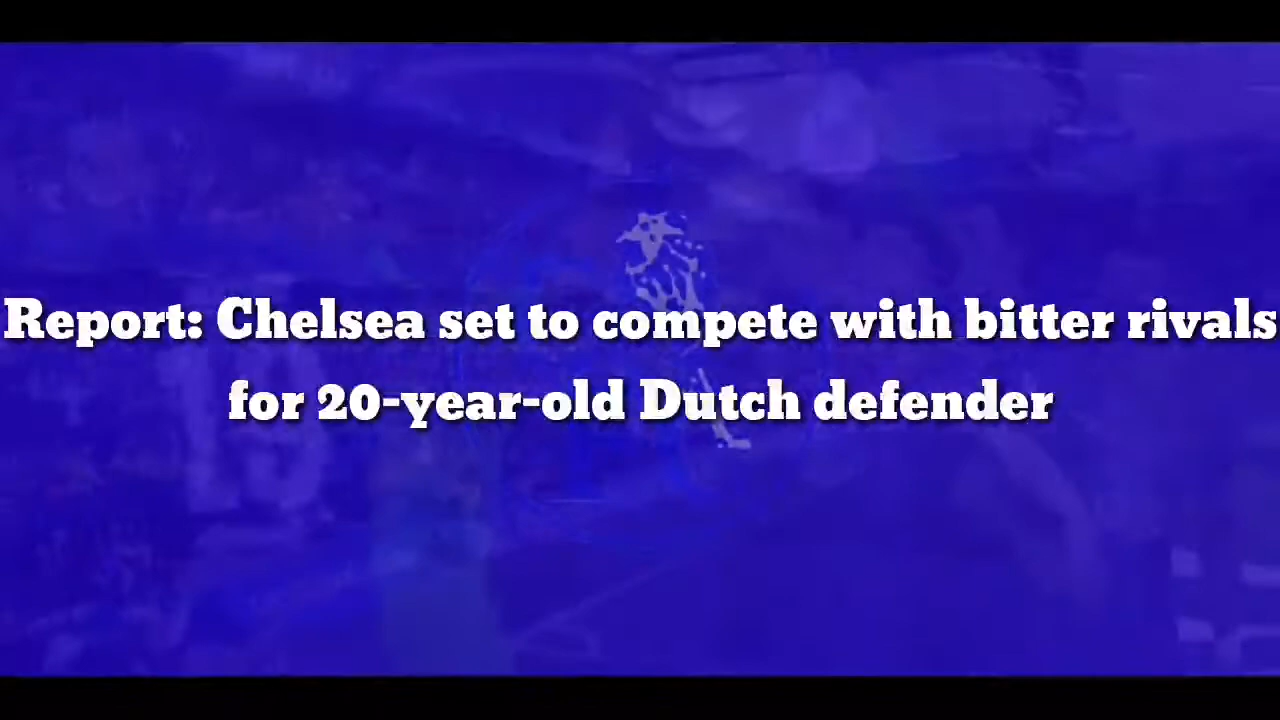 Report: Chelsea set to compete with bitter rivals
for 20-year-old Dutch defender